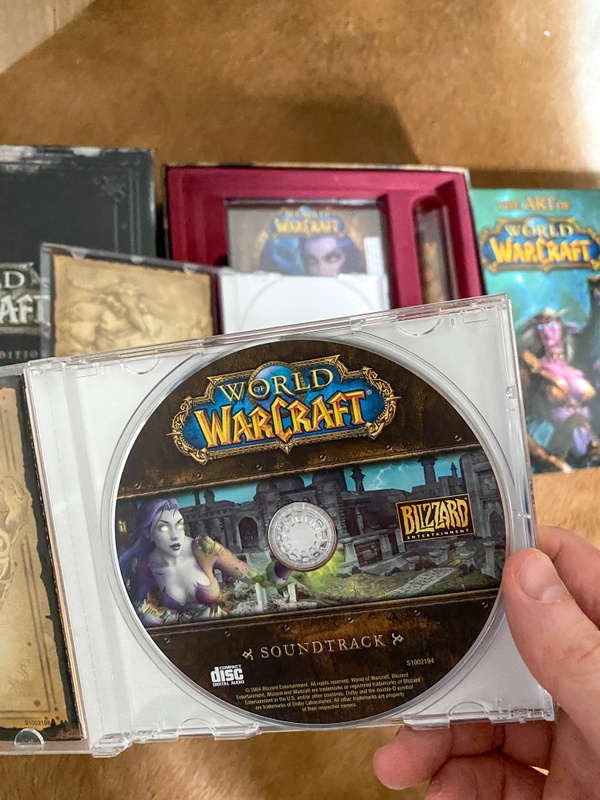 THE ART OF
WORLD
OF
WARCRAFT
WARCRAFT
WORLD
OF
WARCRAFT®
BLIZZARD
ENTERTAINMENT
SOUNDTRACK
S1002194
COMPACT
disc
DIGITAL AUDIO
© 2004 Blizzard Entertainment. All rights reserved. World of Warcraft, Blizzard
Entertainment, Blizzard and Warcraft are trademarks or registered trademarks of Blizzard
Entertainment in the U.S. and/or other countries. Dolby and the double-D symbol
are trademarks of Dolby Laboratories. All other trademarks are property
of their respective owners.